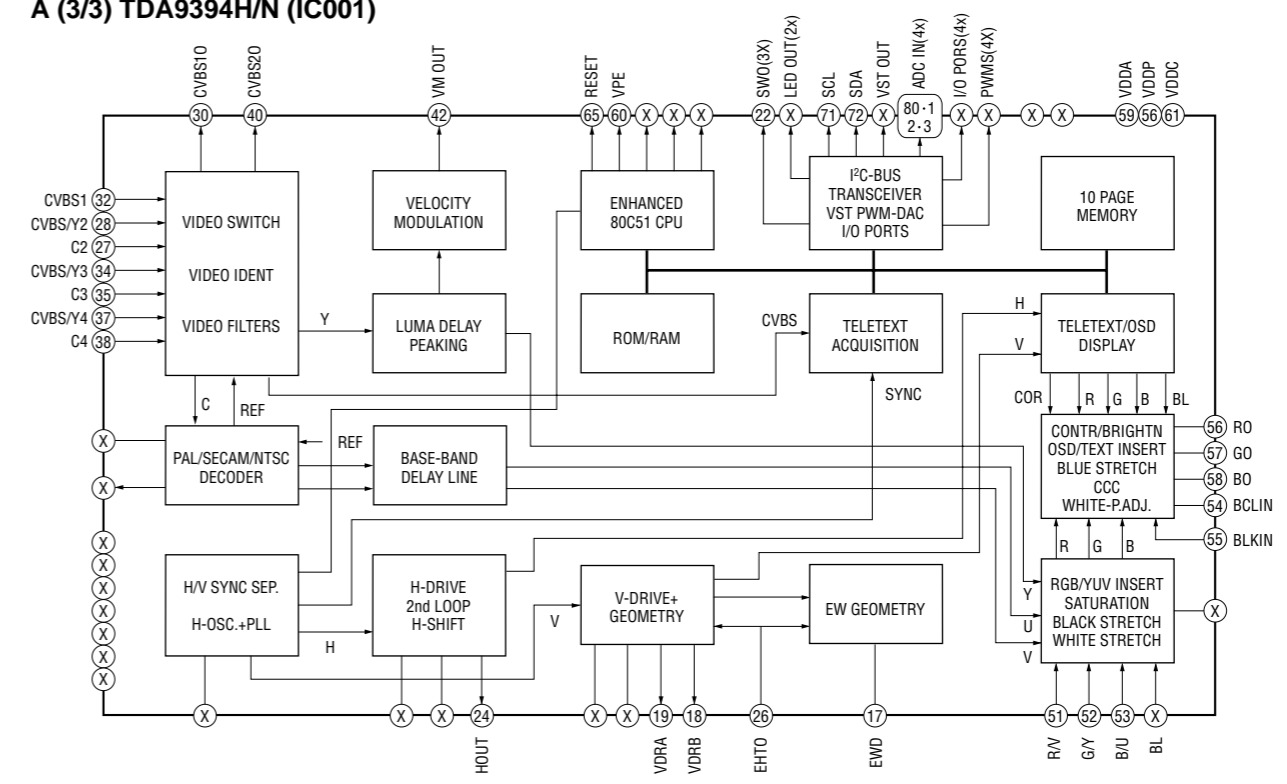 A (3/3) TDA9394H/N (IC001)
CVBS1O
CVBS2O
VM OUT
RESET
VPE
SWO(3X)
LED OUT(2x)
SCL
SDA
VST OUT
ADC IN(4x)
I/O PORS(4x)
PWMS(4X)
VDDA
VDDP
VDDC
30
40
42
65
60
X
X
X
22
X
71
72
X
80·1
2·3
X
X
X
X
59
56
61
CVBS1 32
CVBS/Y2 28
C2 27
CVBS/Y3 34
C3 35
CVBS/Y4 37
C4 38
VIDEO SWITCH
VIDEO IDENT
VIDEO FILTERS
VELOCITY
MODULATION
ENHANCED
80C51 CPU
I²C-BUS
TRANSCEIVER
VST PWM-DAC
I/O PORTS
10 PAGE
MEMORY
Y
LUMA DELAY
PEAKING
ROM/RAM
CVBS
TELETEXT
ACQUISITION
SYNC
H
V
TELETEXT/OSD
DISPLAY
C
REF
COR
R
G
B
BL
X
X
PAL/SECAM/NTSC
DECODER
REF
BASE-BAND
DELAY LINE
CONTR/BRIGHTN
OSD/TEXT INSERT
BLUE STRETCH
CCC
WHITE-P.ADJ.
56 RO
57 GO
58 BO
54 BCLIN
55 BLKIN
X
X
X
X
X
X
X
H/V SYNC SEP.
H-OSC.+PLL
H
H-DRIVE
2nd LOOP
H-SHIFT
V
V-DRIVE+
GEOMETRY
EW GEOMETRY
R
G
B
Y
U
V
RGB/YUV INSERT
SATURATION
BLACK STRETCH
WHITE STRETCH
X
X
X
X
24
X
X
19
18
26
17
51
52
53
X
HOUT
VDRA
VDRB
EHTO
EWD
R/V
G/Y
B/U
BL